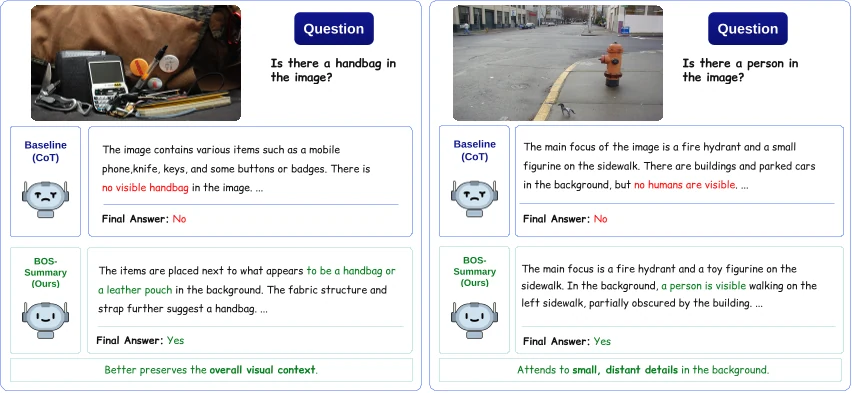 Question
Is there a handbag in
the image?
Baseline
(CoT)
The image contains various items such as a mobile
phone,knife, keys, and some buttons or badges. There is
no visible handbag in the image. ...
Final Answer: No
BOS-
Summary
(Ours)
The items are placed next to what appears to be a handbag or
a leather pouch in the background. The fabric structure and
strap further suggest a handbag. ...
Final Answer: Yes
Better preserves the overall visual context.
Question
Is there a person in
the image?
Baseline
(CoT)
The main focus of the image is a fire hydrant and a small
figurine on the sidewalk. There are buildings and parked cars
in the background, but no humans are visible. ...
Final Answer: No
BOS-
Summary
(Ours)
The main focus is a fire hydrant and a toy figurine on the
sidewalk. In the background, a person is visible walking on the
left sidewalk, partially obscured by the building. ...
Final Answer: Yes
Attends to small, distant details in the background.